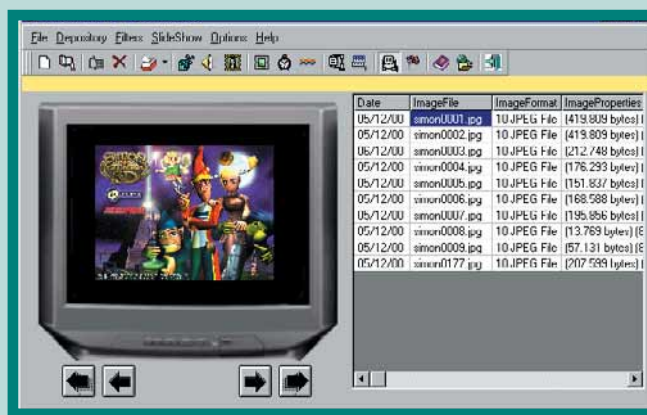 File Depository Filters SlideShow Options Help
Date ImageFile ImageFormat ImageProperties
05/12/00 simon0001.jpg 10 JPEG File (419.809 bytes) (
05/12/00 simon0002.jpg 10 JPEG File (419.809 bytes) (
06/12/00 simon0003.jpg 10 JPEG File (212.748 bytes) (
05/12/00 simon0004.jpg 10 JPEG File (176.293 bytes) (
05/12/00 simon0005.jpg 10 JPEG File (151.837 bytes) (
05/12/00 simon0006.jpg 10 JPEG File (168.588 bytes) (
05/12/00 simon0007.jpg 10 JPEG File (195.856 bytes) (
05/12/00 simon0008.jpg 10 JPEG File (13.769 bytes) (8
05/12/00 simon0009.jpg 10 JPEG File (57.131 bytes) (8
05/12/00 simon0177.jpg 10 JPEG File (207.599 bytes) (
SIMON
3D